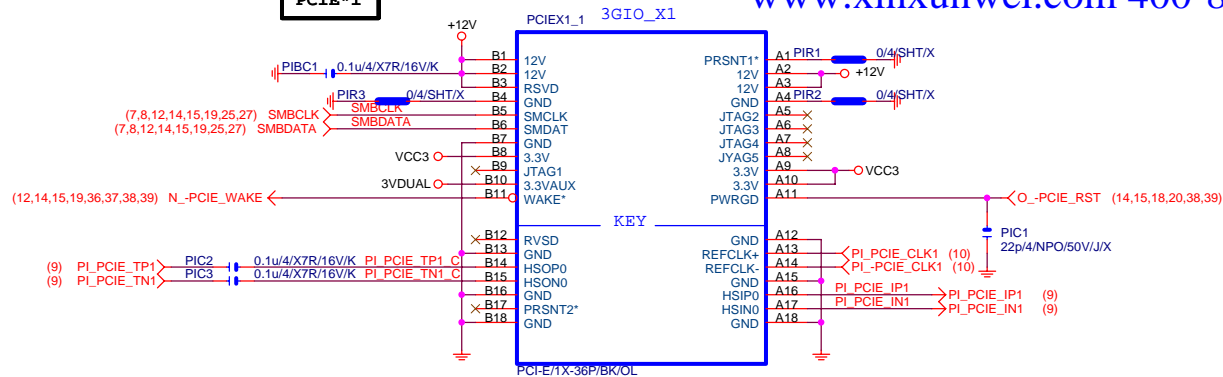 PCIE*1
www.xinxunwei.com 400-8
3GIO_X1
PCIEX1_1
+12V
PIBC1 0.1u/4/X7R/16V/K
PIR3 0/4/SHT/X
(7,8,12,14,15,19,25,27) SMBCLK SMBCLK
(7,8,12,14,15,19,25,27) SMBDATA SMBDATA
VCC3
3VDUAL
(12,14,15,19,36,37,38,39) N_-PCIE_WAKE
(9) PI_PCIE_TP1 PIC2 0.1u/4/X7R/16V/K PI_PCIE_TP1_C
(9) PI_PCIE_TN1 PIC3 0.1u/4/X7R/16V/K PI_PCIE_TN1_C
B1 12V
B2 12V
B3 RSVD
B4 GND
B5 SMCLK
B6 SMDAT
B7 GND
B8 3.3V
B9 JTAG1
B10 3.3VAUX
B11 WAKE*
KEY
B12 RVSD
B13 GND
B14 HSOP0
B15 HSON0
B16 GND
B17 PRSNT2*
B18 GND
PRSNT1* A1 PIR1 0/4/SHT/X
12V A2 +12V
12V A3
GND A4 PIR2 0/4/SHT/X
JTAG2 A5
JTAG3 A6
JTAG4 A7
JYAG5 A8
3.3V A9 VCC3
3.3V A10
PWRGD A11 O_-PCIE_RST (14,15,18,20,38,39)
PIC1
22p/4/NPO/50V/J/X
GND A12
REFCLK+ A13 PI_PCIE_CLK1 (10)
REFCLK- A14 PI_-PCIE_CLK1 (10)
GND A15
HSIP0 A16 PI_PCIE_IP1 PI_PCIE_IP1 (9)
HSIN0 A17 PI_PCIE_IN1 PI_PCIE_IN1 (9)
GND A18
PCI-E/1X-36P/BK/OL